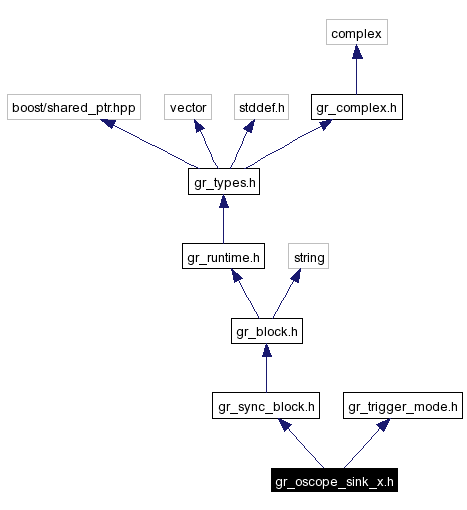 complex
boost/shared_ptr.hpp
vector
stddef.h
gr_complex.h
gr_types.h
gr_runtime.h
string
gr_block.h
gr_sync_block.h
gr_trigger_mode.h
gr_oscope_sink_x.h